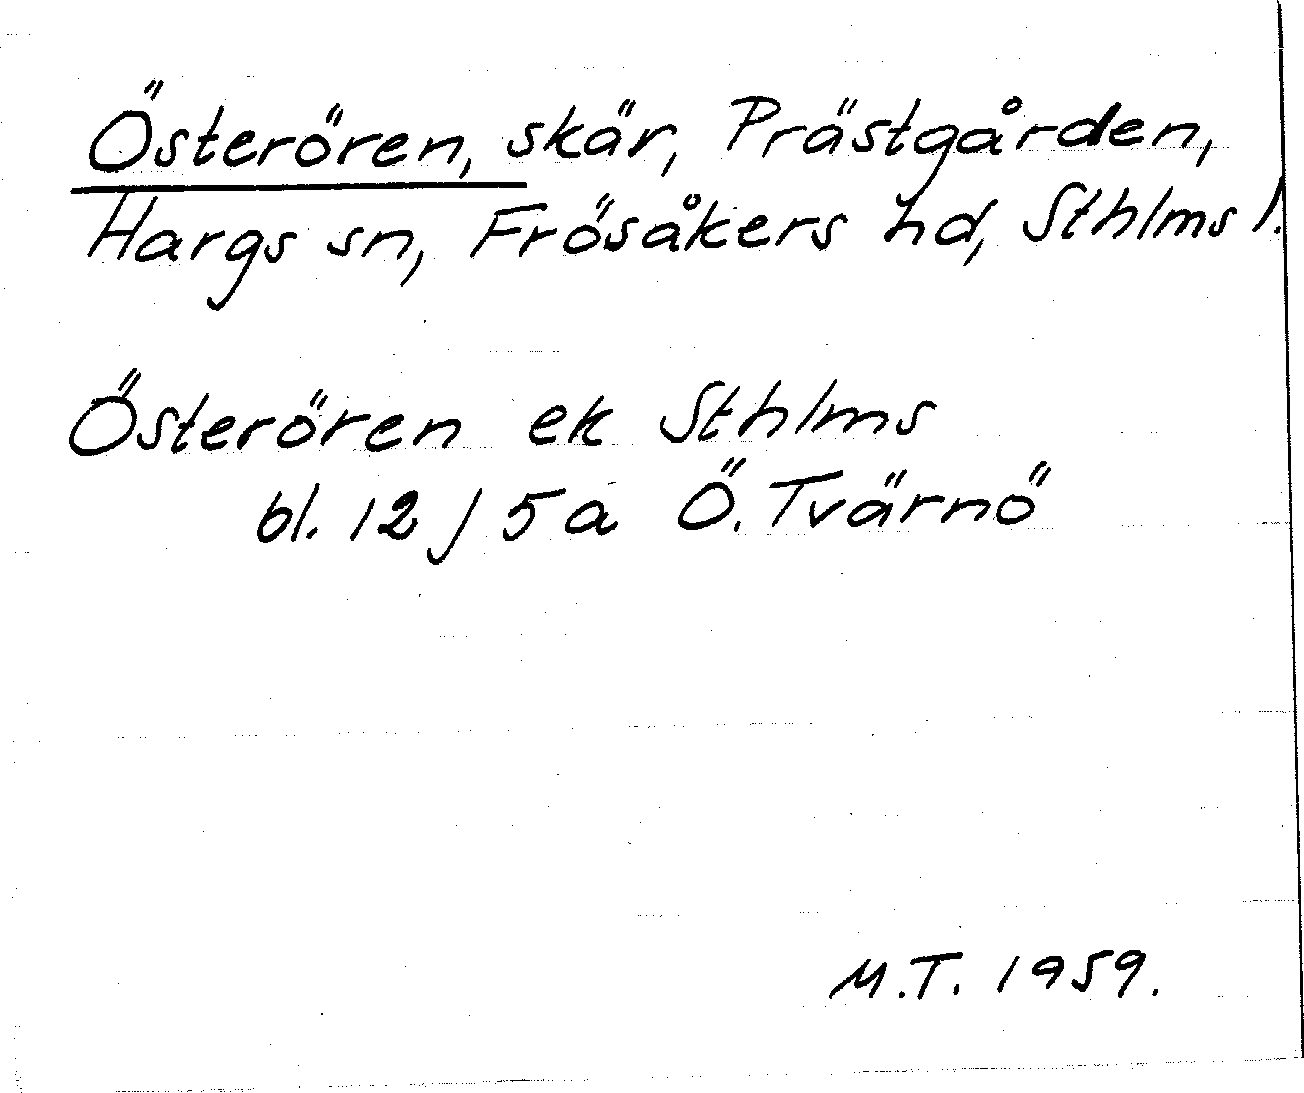 Österören, skär, Prästgården,
Hargs sn, Frösåkers hd, Sthlms l.
Österören ek Sthlms
bl. 12 J 5 a Ö. Tvärnö
M.T. 1959.